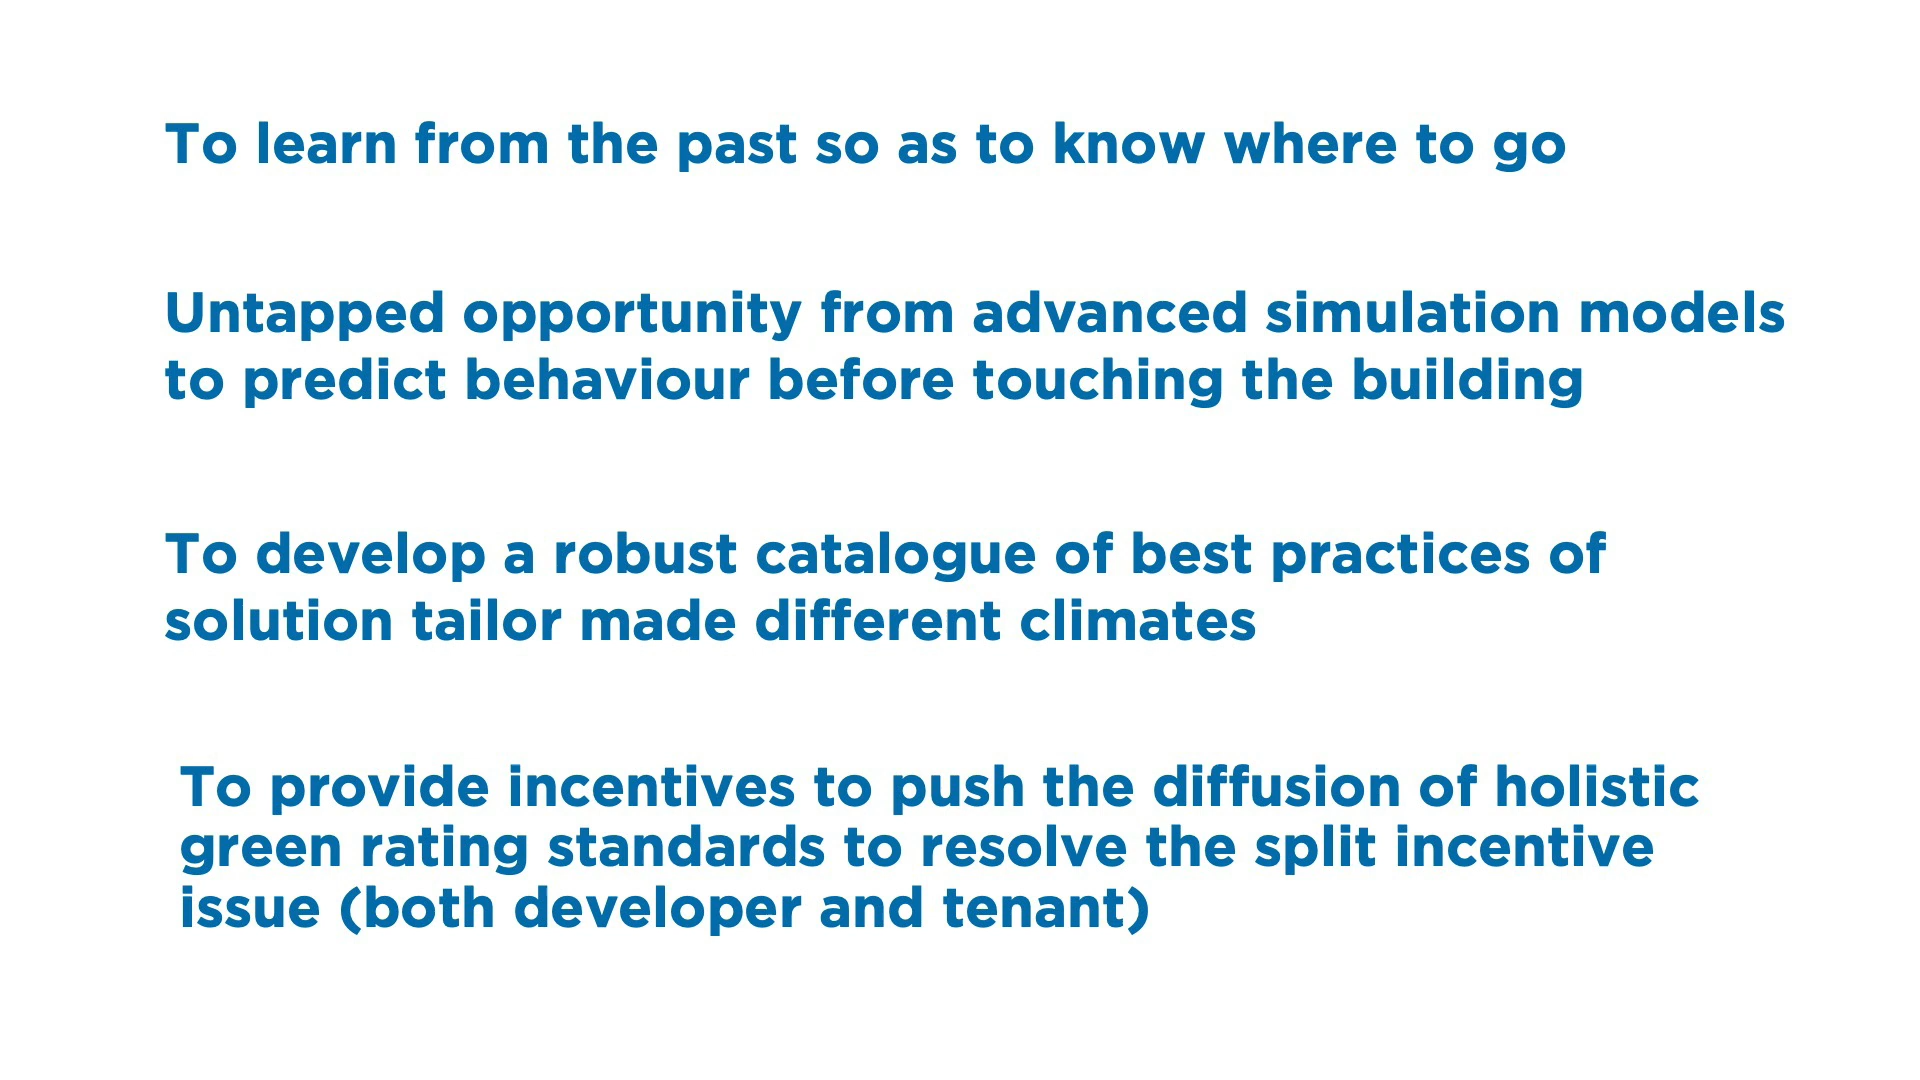 To learn from the past so as to know where to go
Untapped opportunity from advanced simulation models
to predict behaviour before touching the building
To develop a robust catalogue of best practices of
solution tailor made different climates
To provide incentives to push the diffusion of holistic
green rating standards to resolve the split incentive
issue (both developer and tenant)